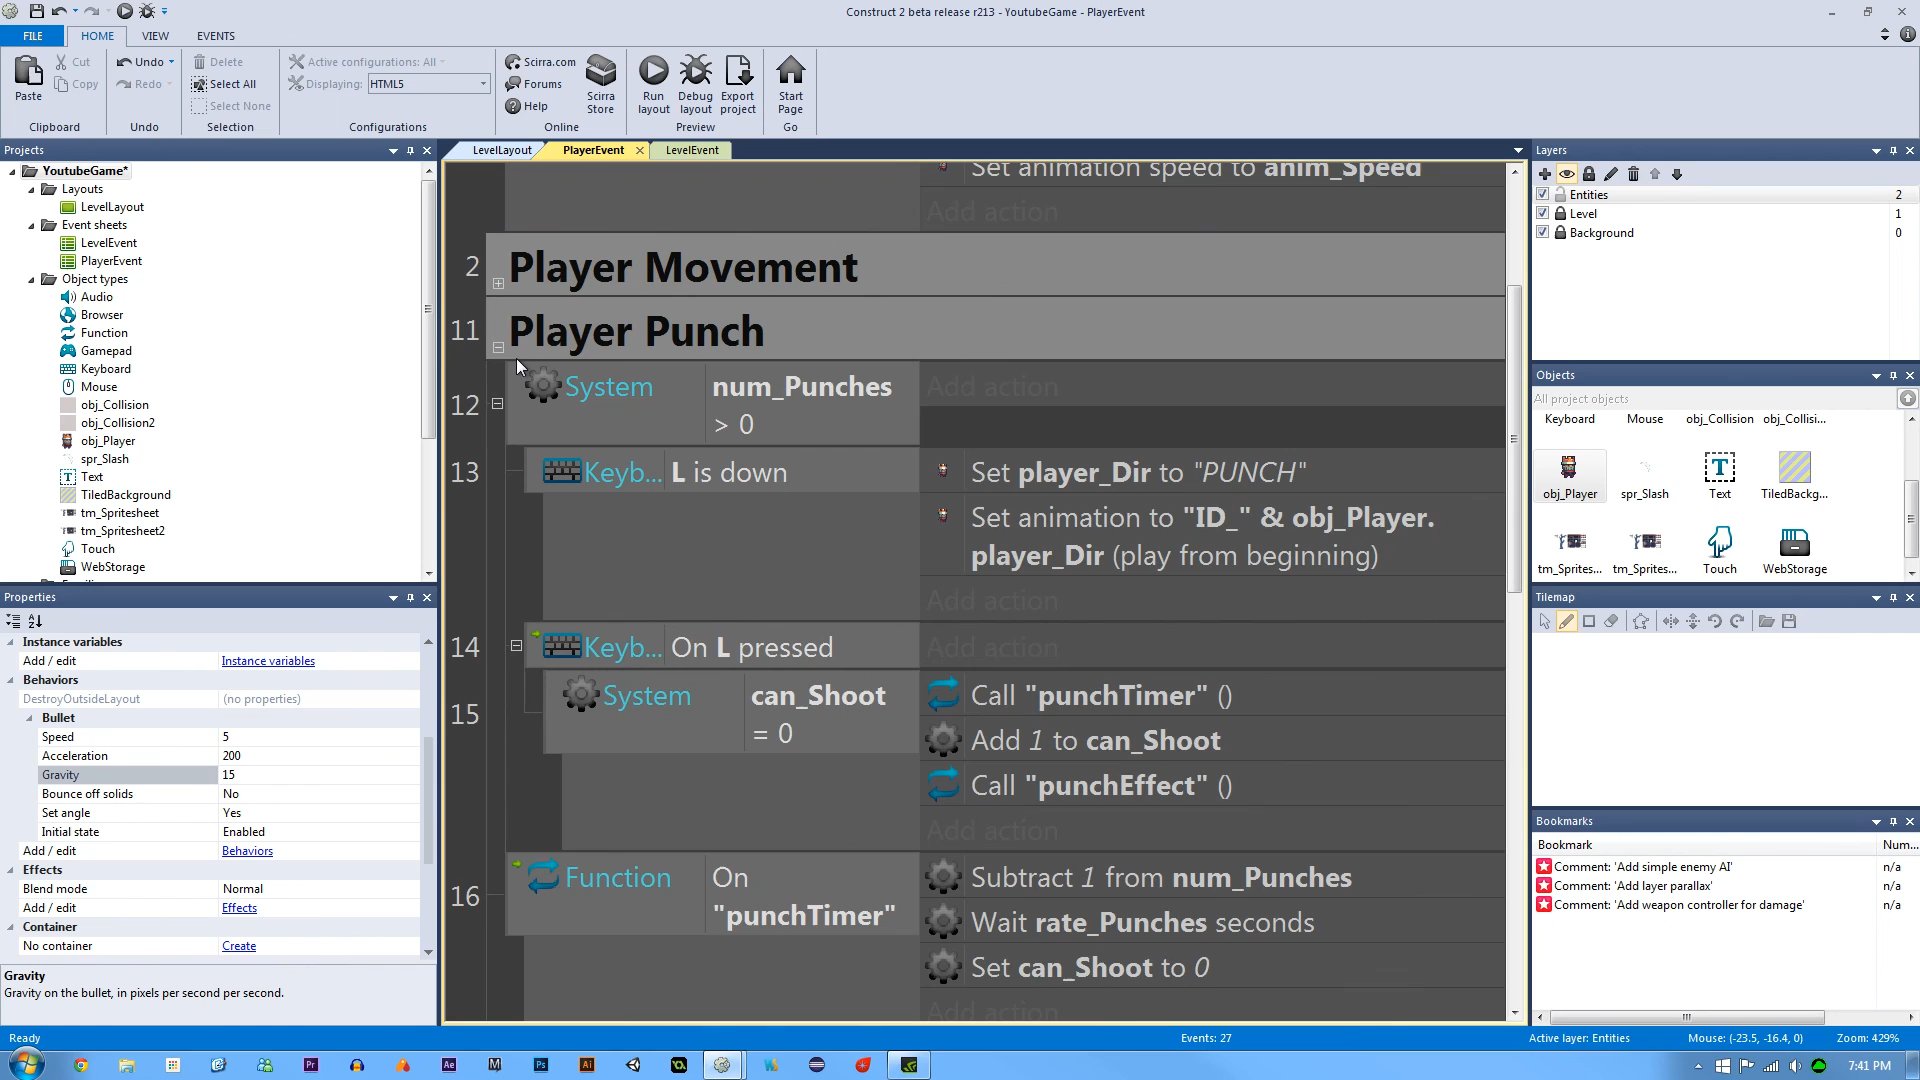 Construct 2 beta release r213 - YoutubeGame - PlayerEvent
FILE
HOME
VIEW
EVENTS
Paste
Cut
Copy
Clipboard
Undo
Redo
Undo
Delete
Select All
Select None
Selection
Active configurations: All
Displaying:
HTML5
Configurations
Scirra.com
Forums
Help
Scirra Store
Online
Run layout
Debug layout
Export project
Preview
Start Page
Go
Projects
YoutubeGame*
Layouts
LevelLayout
Event sheets
LevelEvent
PlayerEvent
Object types
Audio
Browser
Function
Gamepad
Keyboard
Mouse
obj_Collision
obj_Collision2
obj_Player
spr_Slash
Text
TiledBackground
tm_Spritesheet
tm_Spritesheet2
Touch
WebStorage
Properties
Instance variables
Add / edit Instance variables
Behaviors
DestroyOutsideLayout (no properties)
Bullet
Speed 5
Acceleration 200
Gravity 15
Bounce off solids No
Set angle Yes
Initial state Enabled
Add / edit Behaviors
Effects
Blend mode Normal
Add / edit Effects
Container
No container Create
Gravity
Gravity on the bullet, in pixels per second per second.
LevelLayout
PlayerEvent
LevelEvent
Set animation speed to anim_Speed
Add action
2 Player Movement
11 Player Punch
12 System num_Punches > 0 Add action
13 Keyb... L is down
Set player_Dir to "PUNCH"
Set animation to "ID_" & obj_Player.
player_Dir (play from beginning)
Add action
14 Keyb... On L pressed Add action
15 System can_Shoot = 0
Call "punchTimer" ()
Add 1 to can_Shoot
Call "punchEffect" ()
Add action
16 Function On "punchTimer"
Subtract 1 from num_Punches
Wait rate_Punches seconds
Set can_Shoot to 0
Add action
Layers
Entities 2
Level 1
Background 0
Objects
All project objects
Keyboard Mouse obj_Collision obj_Collisi...
obj_Player spr_Slash Text TiledBackg...
tm_Sprites... tm_Sprites... Touch WebStorage
Tilemap
Bookmarks
Bookmark Num...
Comment: 'Add simple enemy AI' n/a
Comment: 'Add layer parallax' n/a
Comment: 'Add weapon controller for damage' n/a
Ready
Events: 27
Active layer: Entities
Mouse: (-23.5, -16.4, 0)
Zoom: 429%
Pr
Ae
M
Ps
Ai
7:41 PM